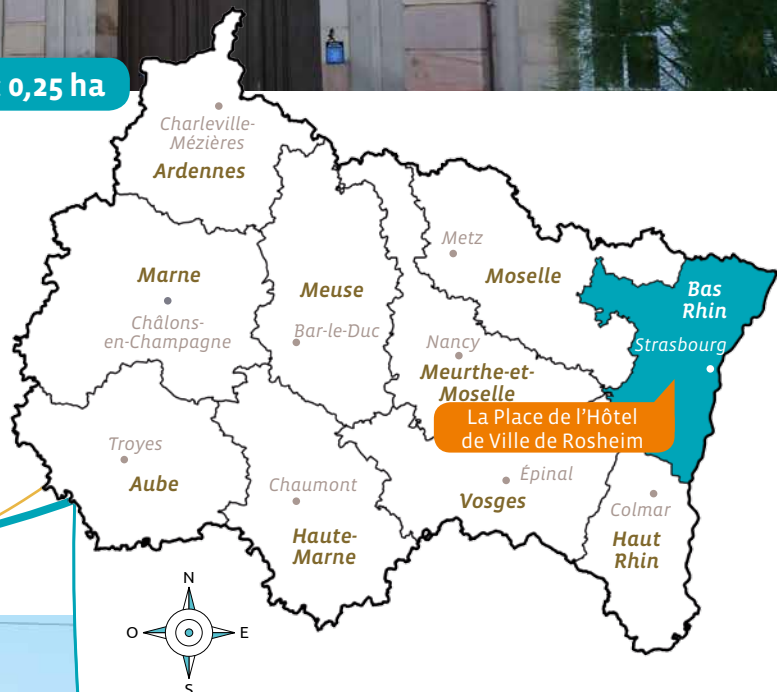 0,25 ha
Charleville-
Mézières
Ardennes
Metz
Marne
Moselle
Meuse
Bas
Rhin
Châlons-
en-Champagne
Bar-le-Duc
Nancy
Strasbourg
Meurthe-et-
Moselle
La Place de l'Hôtel
de Ville de Rosheim
Troyes
Aube
Chaumont
Épinal
Vosges
Colmar
Haute-
Marne
Haut
Rhin
N
O
E
S